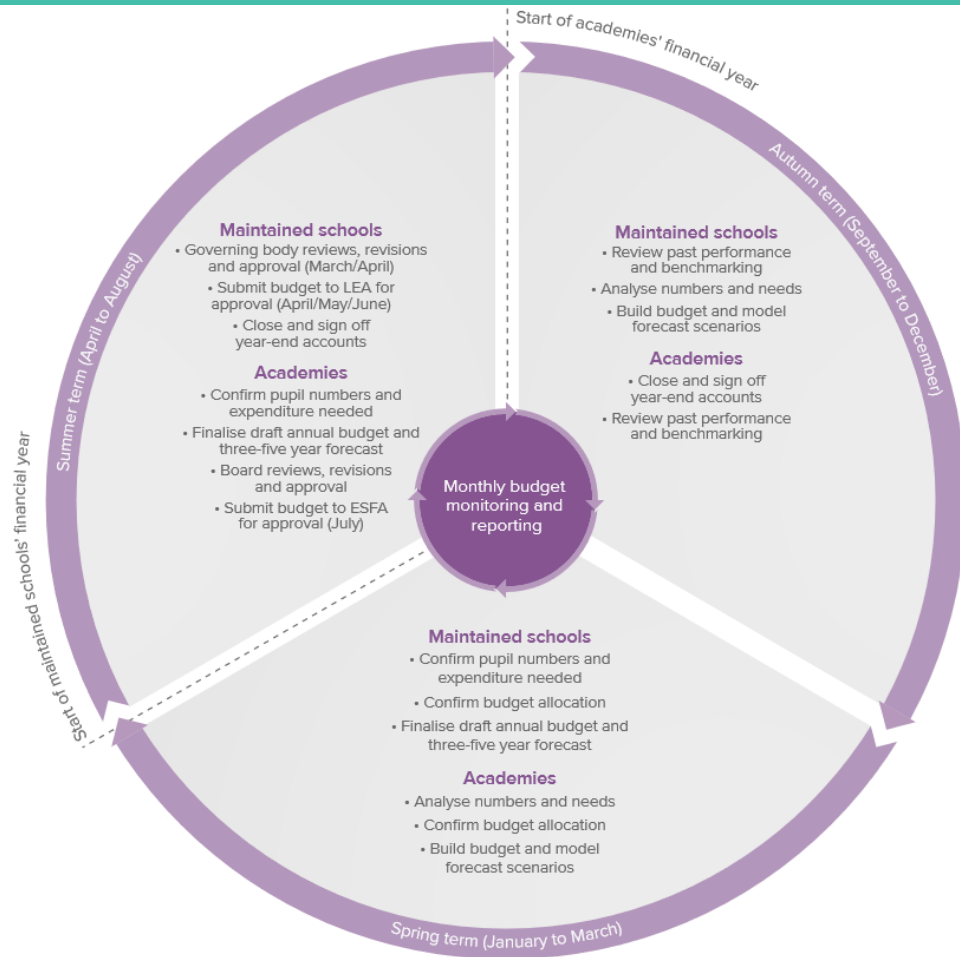 Start of academies' financial year
Autumn term (September to December)
Maintained schools
• Review past performance
and benchmarking
• Analyse numbers and needs
• Build budget and model
forecast scenarios
Academies
• Close and sign off
year-end accounts
• Review past performance
and benchmarking
Spring term (January to March)
Maintained schools
• Confirm pupil numbers and
expenditure needed
• Confirm budget allocation
• Finalise draft annual budget and
three-five year forecast
Academies
• Analyse numbers and needs
• Confirm budget allocation
• Build budget and model
forecast scenarios
Start of maintained schools' financial year
Summer term (April to August)
Maintained schools
• Governing body reviews, revisions
and approval (March/April)
• Submit budget to LEA for
approval (April/May/June)
• Close and sign off
year-end accounts
Academies
• Confirm pupil numbers and
expenditure needed
• Finalise draft annual budget and
three-five year forecast
• Board reviews, revisions
and approval
• Submit budget to ESFA
for approval (July)
Monthly budget
monitoring and
reporting